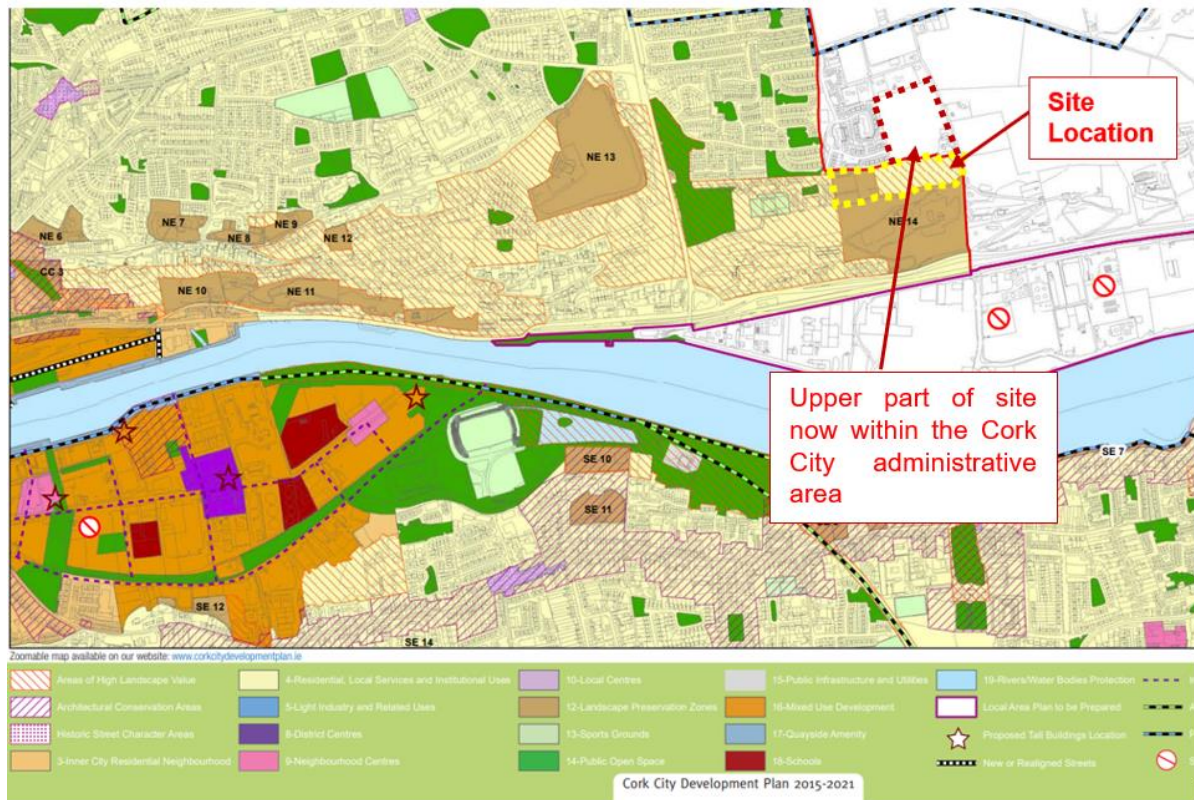 Site
Location
NE 13
NE 7
NE 9
NE 6
NE 8
NE 12
NE 14
CC 3
NE 10
NE 11
Upper part of site
now within the Cork
City administrative
area
SE 7
SE 10
SE 11
SE 12
SE 14
Zoomable map available on our website: www.corkcitydevelopmentplan.ie
Areas of High Landscape Value
Architectural Conservation Areas
Historic Street Character Areas
3-Inner City Residential Neighbourhood
4-Residential, Local Services and Institutional Uses
5-Light Industry and Related Uses
8-District Centres
9-Neighbourhood Centres
10-Local Centres
12-Landscape Preservation Zones
13-Sports Grounds
14-Public Open Space
15-Public Infrastructure and Utilities
16-Mixed Use Development
17-Quayside Amenity
18-Schools
19-Rivers/Water Bodies Protection
Local Area Plan to be Prepared
Proposed Tall Buildings Location
New or Realigned Streets
Cork City Development Plan 2015-2021